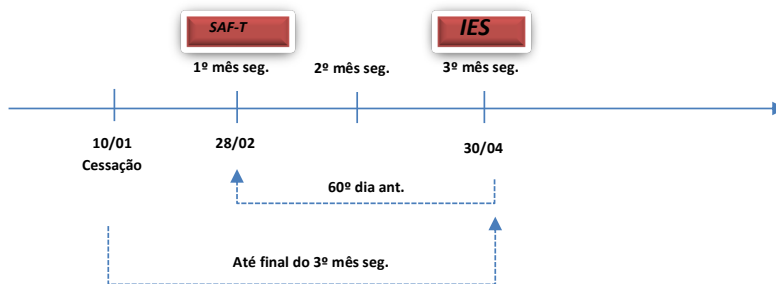 SAF-T
IES
1º mês seg.
2º mês seg.
3º mês seg.
10/01
Cessação
28/02
30/04
60º dia ant.
Até final do 3º mês seg.